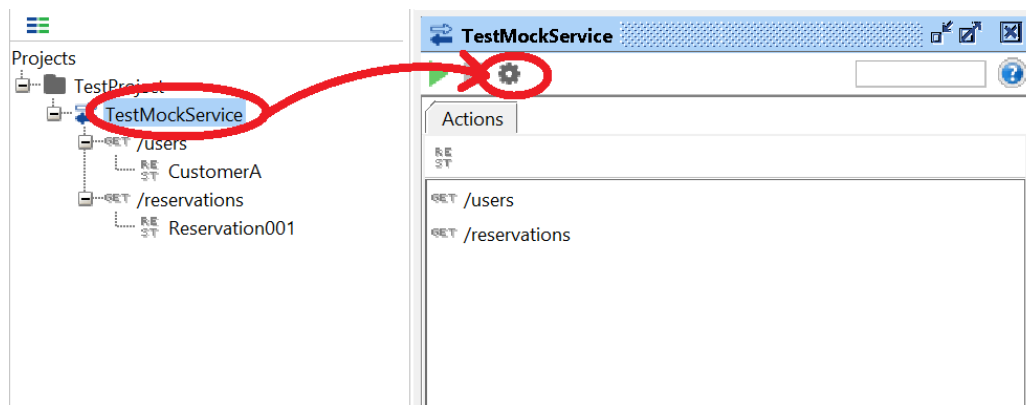 Projects
TestProject
TestMockService
GET /users
REST CustomerA
GET /reservations
REST Reservation001
TestMockService
?
Actions
REST
GET /users
GET /reservations